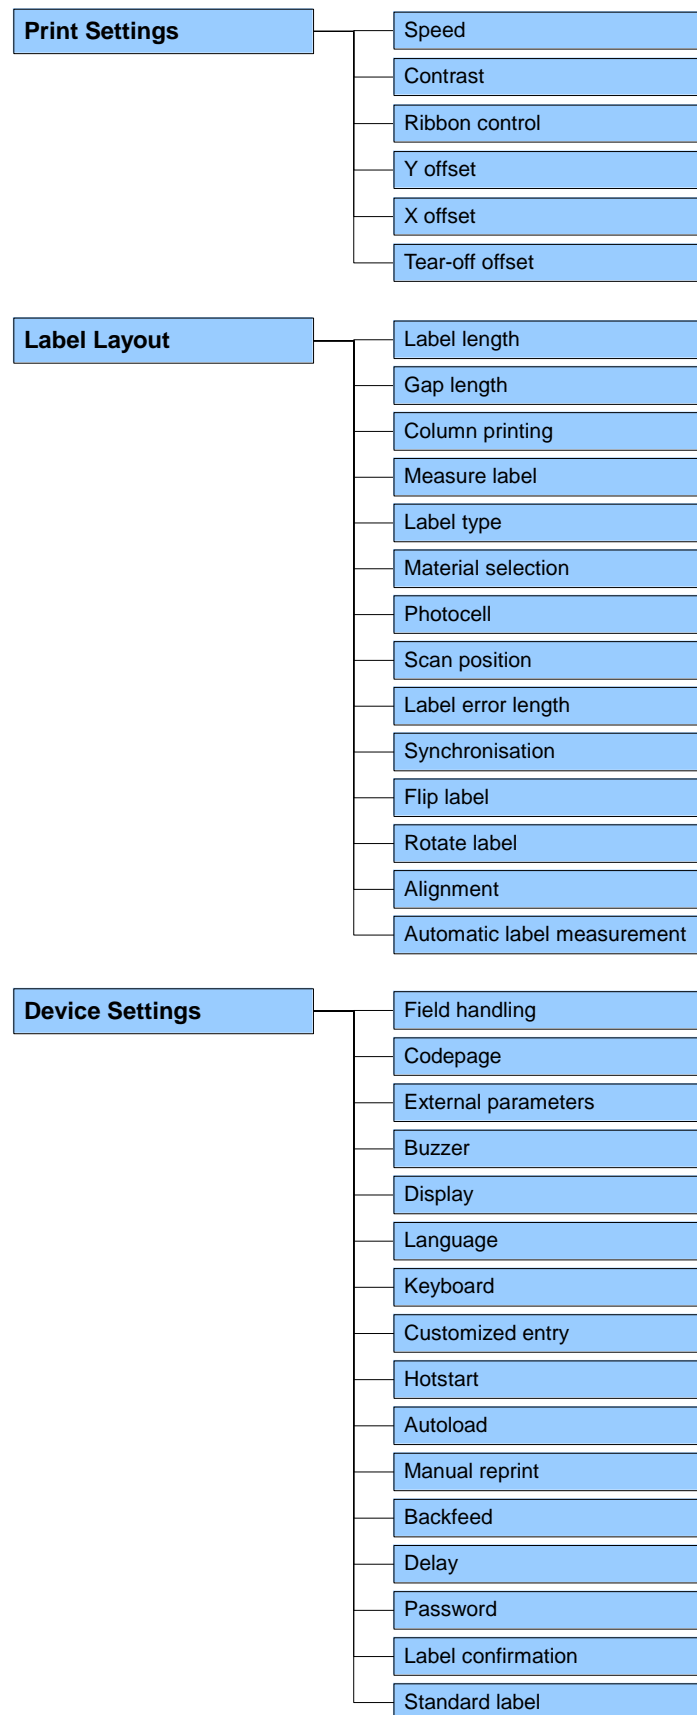 Print Settings
Speed
Contrast
Ribbon control
Y offset
X offset
Tear-off offset
Label Layout
Label length
Gap length
Column printing
Measure label
Label type
Material selection
Photocell
Scan position
Label error length
Synchronisation
Flip label
Rotate label
Alignment
Automatic label measurement
Device Settings
Field handling
Codepage
External parameters
Buzzer
Display
Language
Keyboard
Customized entry
Hotstart
Autoload
Manual reprint
Backfeed
Delay
Password
Label confirmation
Standard label